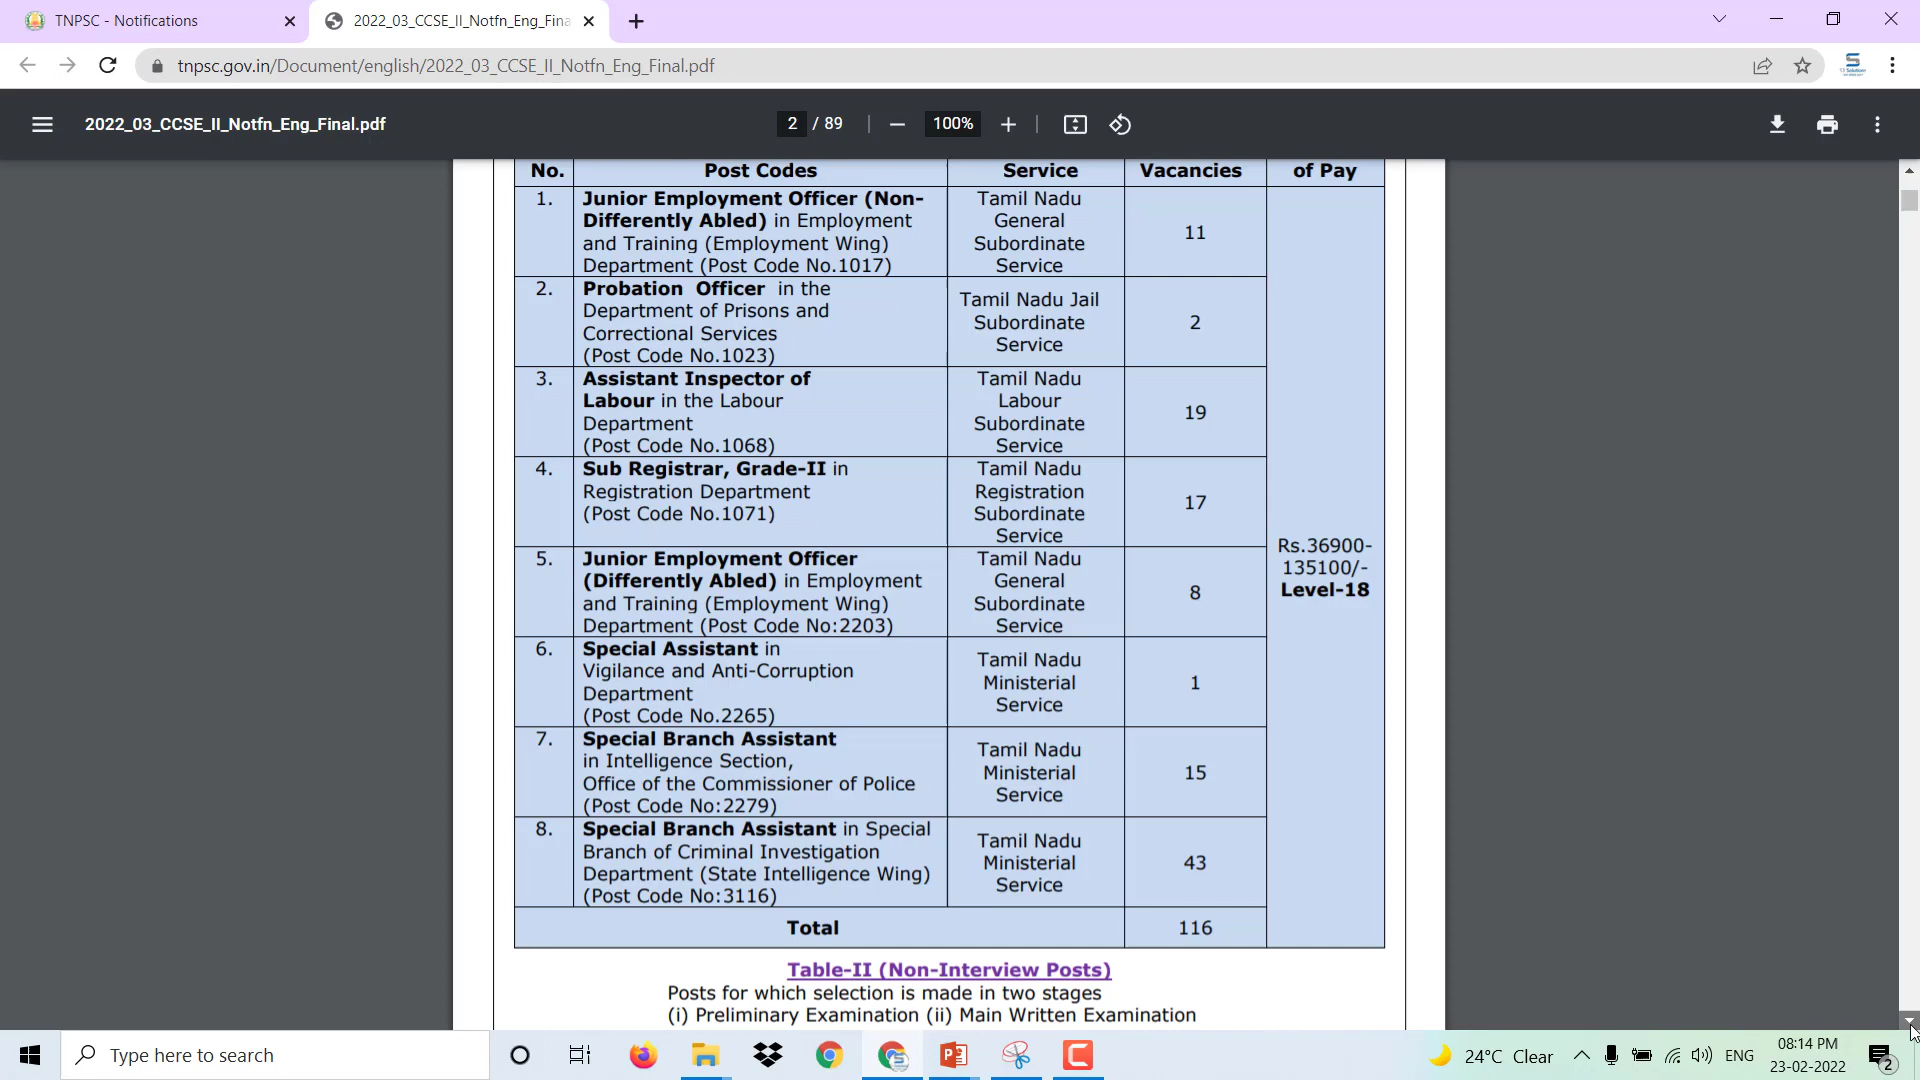 TNPSC - Notifications
2022_03_CCSE_II_Notfn_Eng_Fina
tnpsc.gov.in/Document/english/2022_03_CCSE_II_Notfn_Eng_Final.pdf
2022_03_CCSE_II_Notfn_Eng_Final.pdf
2 / 89
100%
No. Post Codes Service Vacancies of Pay
1. Junior Employment Officer (Non-
Differently Abled) in Employment
and Training (Employment Wing)
Department (Post Code No.1017)
Tamil Nadu
General
Subordinate
Service
11
2. Probation Officer in the
Department of Prisons and
Correctional Services
(Post Code No.1023)
Tamil Nadu Jail
Subordinate
Service
2
3. Assistant Inspector of
Labour in the Labour
Department
(Post Code No.1068)
Tamil Nadu
Labour
Subordinate
Service
19
4. Sub Registrar, Grade-II in
Registration Department
(Post Code No.1071)
Tamil Nadu
Registration
Subordinate
Service
17
5. Junior Employment Officer
(Differently Abled) in Employment
and Training (Employment Wing)
Department (Post Code No:2203)
Tamil Nadu
General
Subordinate
Service
8
6. Special Assistant in
Vigilance and Anti-Corruption
Department
(Post Code No.2265)
Tamil Nadu
Ministerial
Service
1
7. Special Branch Assistant
in Intelligence Section,
Office of the Commissioner of Police
(Post Code No:2279)
Tamil Nadu
Ministerial
Service
15
8. Special Branch Assistant in Special
Branch of Criminal Investigation
Department (State Intelligence Wing)
(Post Code No:3116)
Tamil Nadu
Ministerial
Service
43
Rs.36900-
135100/-
Level-18
Total 116
Table-II (Non-Interview Posts)
Posts for which selection is made in two stages
(i) Preliminary Examination (ii) Main Written Examination
Type here to search
24°C Clear
ENG
08:14 PM
23-02-2022
2